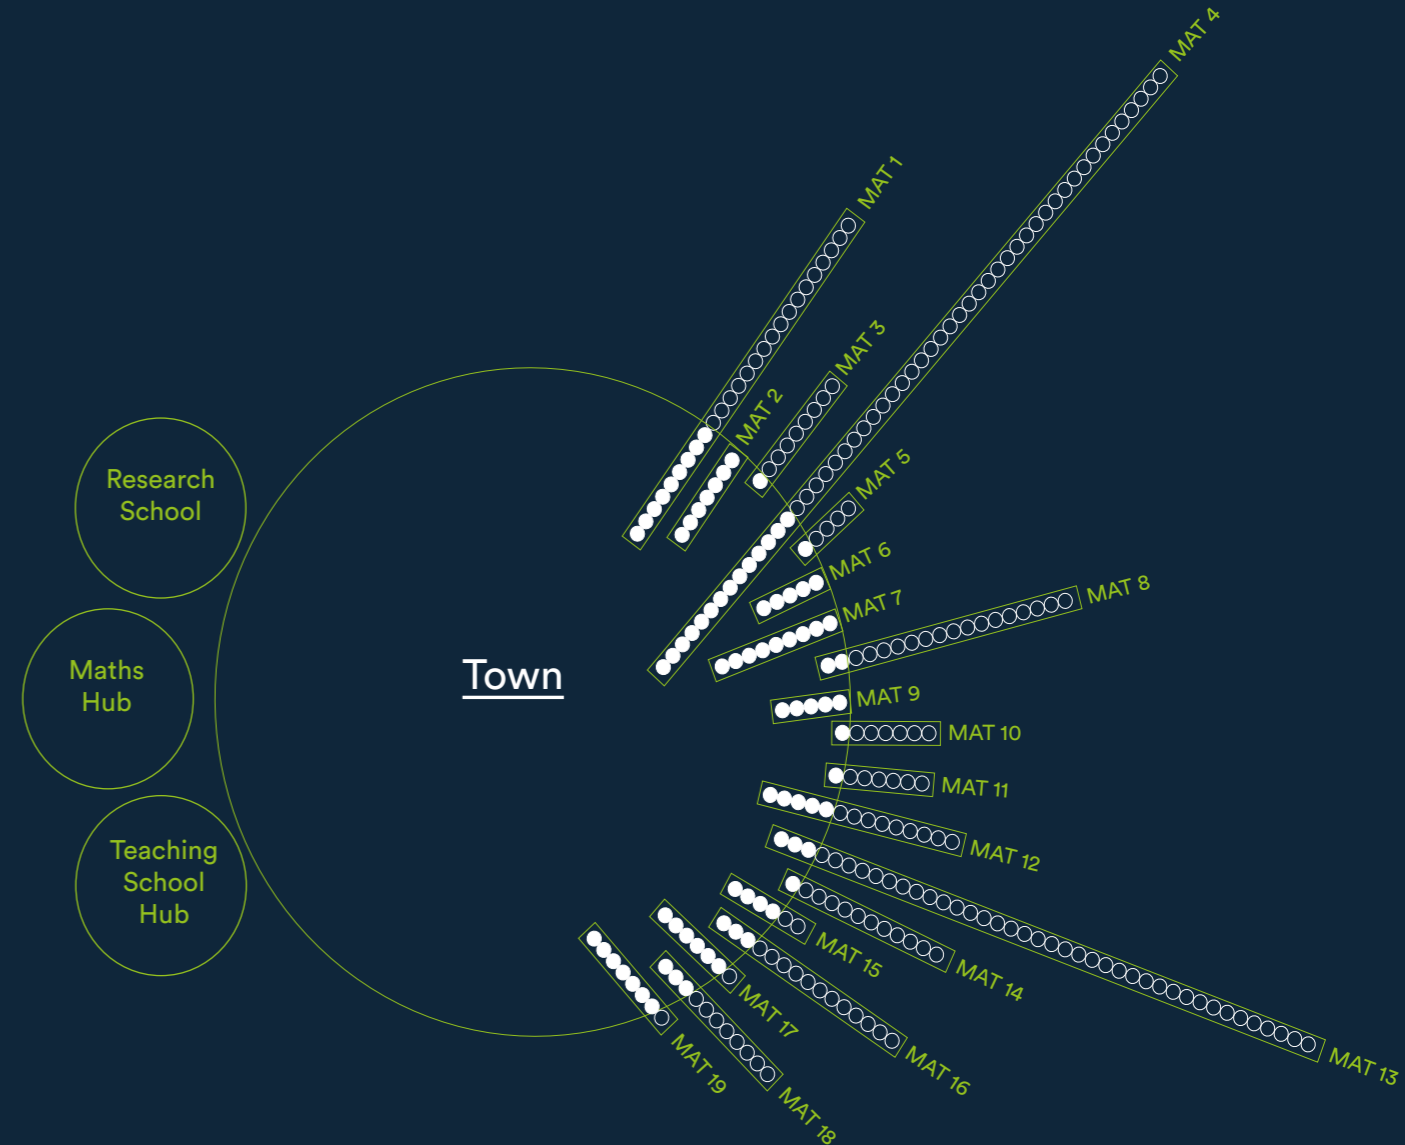 Research
School
Maths
Hub
Teaching
School
Hub
Town
MAT 1
MAT 2
MAT 3
MAT 4
MAT 5
MAT 6
MAT 7
MAT 8
MAT 9
MAT 10
MAT 11
MAT 12
MAT 13
MAT 14
MAT 15
MAT 16
MAT 17
MAT 18
MAT 19